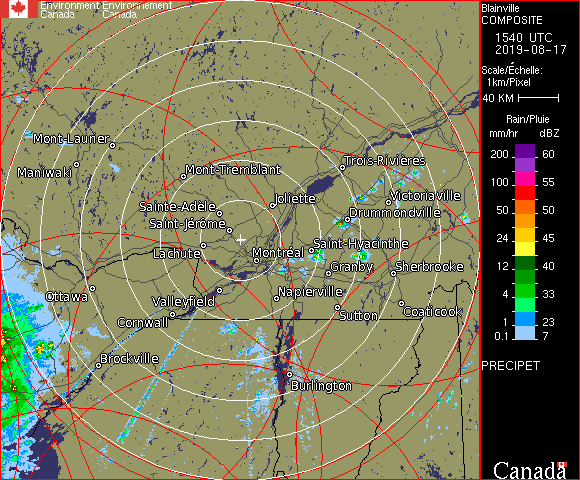 Environment Environnement
Canada Canada
Blainville
COMPOSITE
1540 UTC
2019-08-17
Scale/Échelle:
1km/Pixel
40 KM
Rain/Pluie
mm/hr dBZ
200 60
100 55
50 50
24 45
12 40
4 33
1 23
0.1 7
PRECIPET
Canada
Mont-Laurier
Maniwaki
Mont-Tremblant
Trois-Rivières
Sainte-Adèle
Joliette
Victoriaville
Saint-Jérôme
Drummondville
Lachute
Montréal
Saint-Hyacinthe
Granby
Sherbrooke
Ottawa
Valleyfield
Napierville
Cornwall
Sutton
Coaticook
Brockville
Burlington